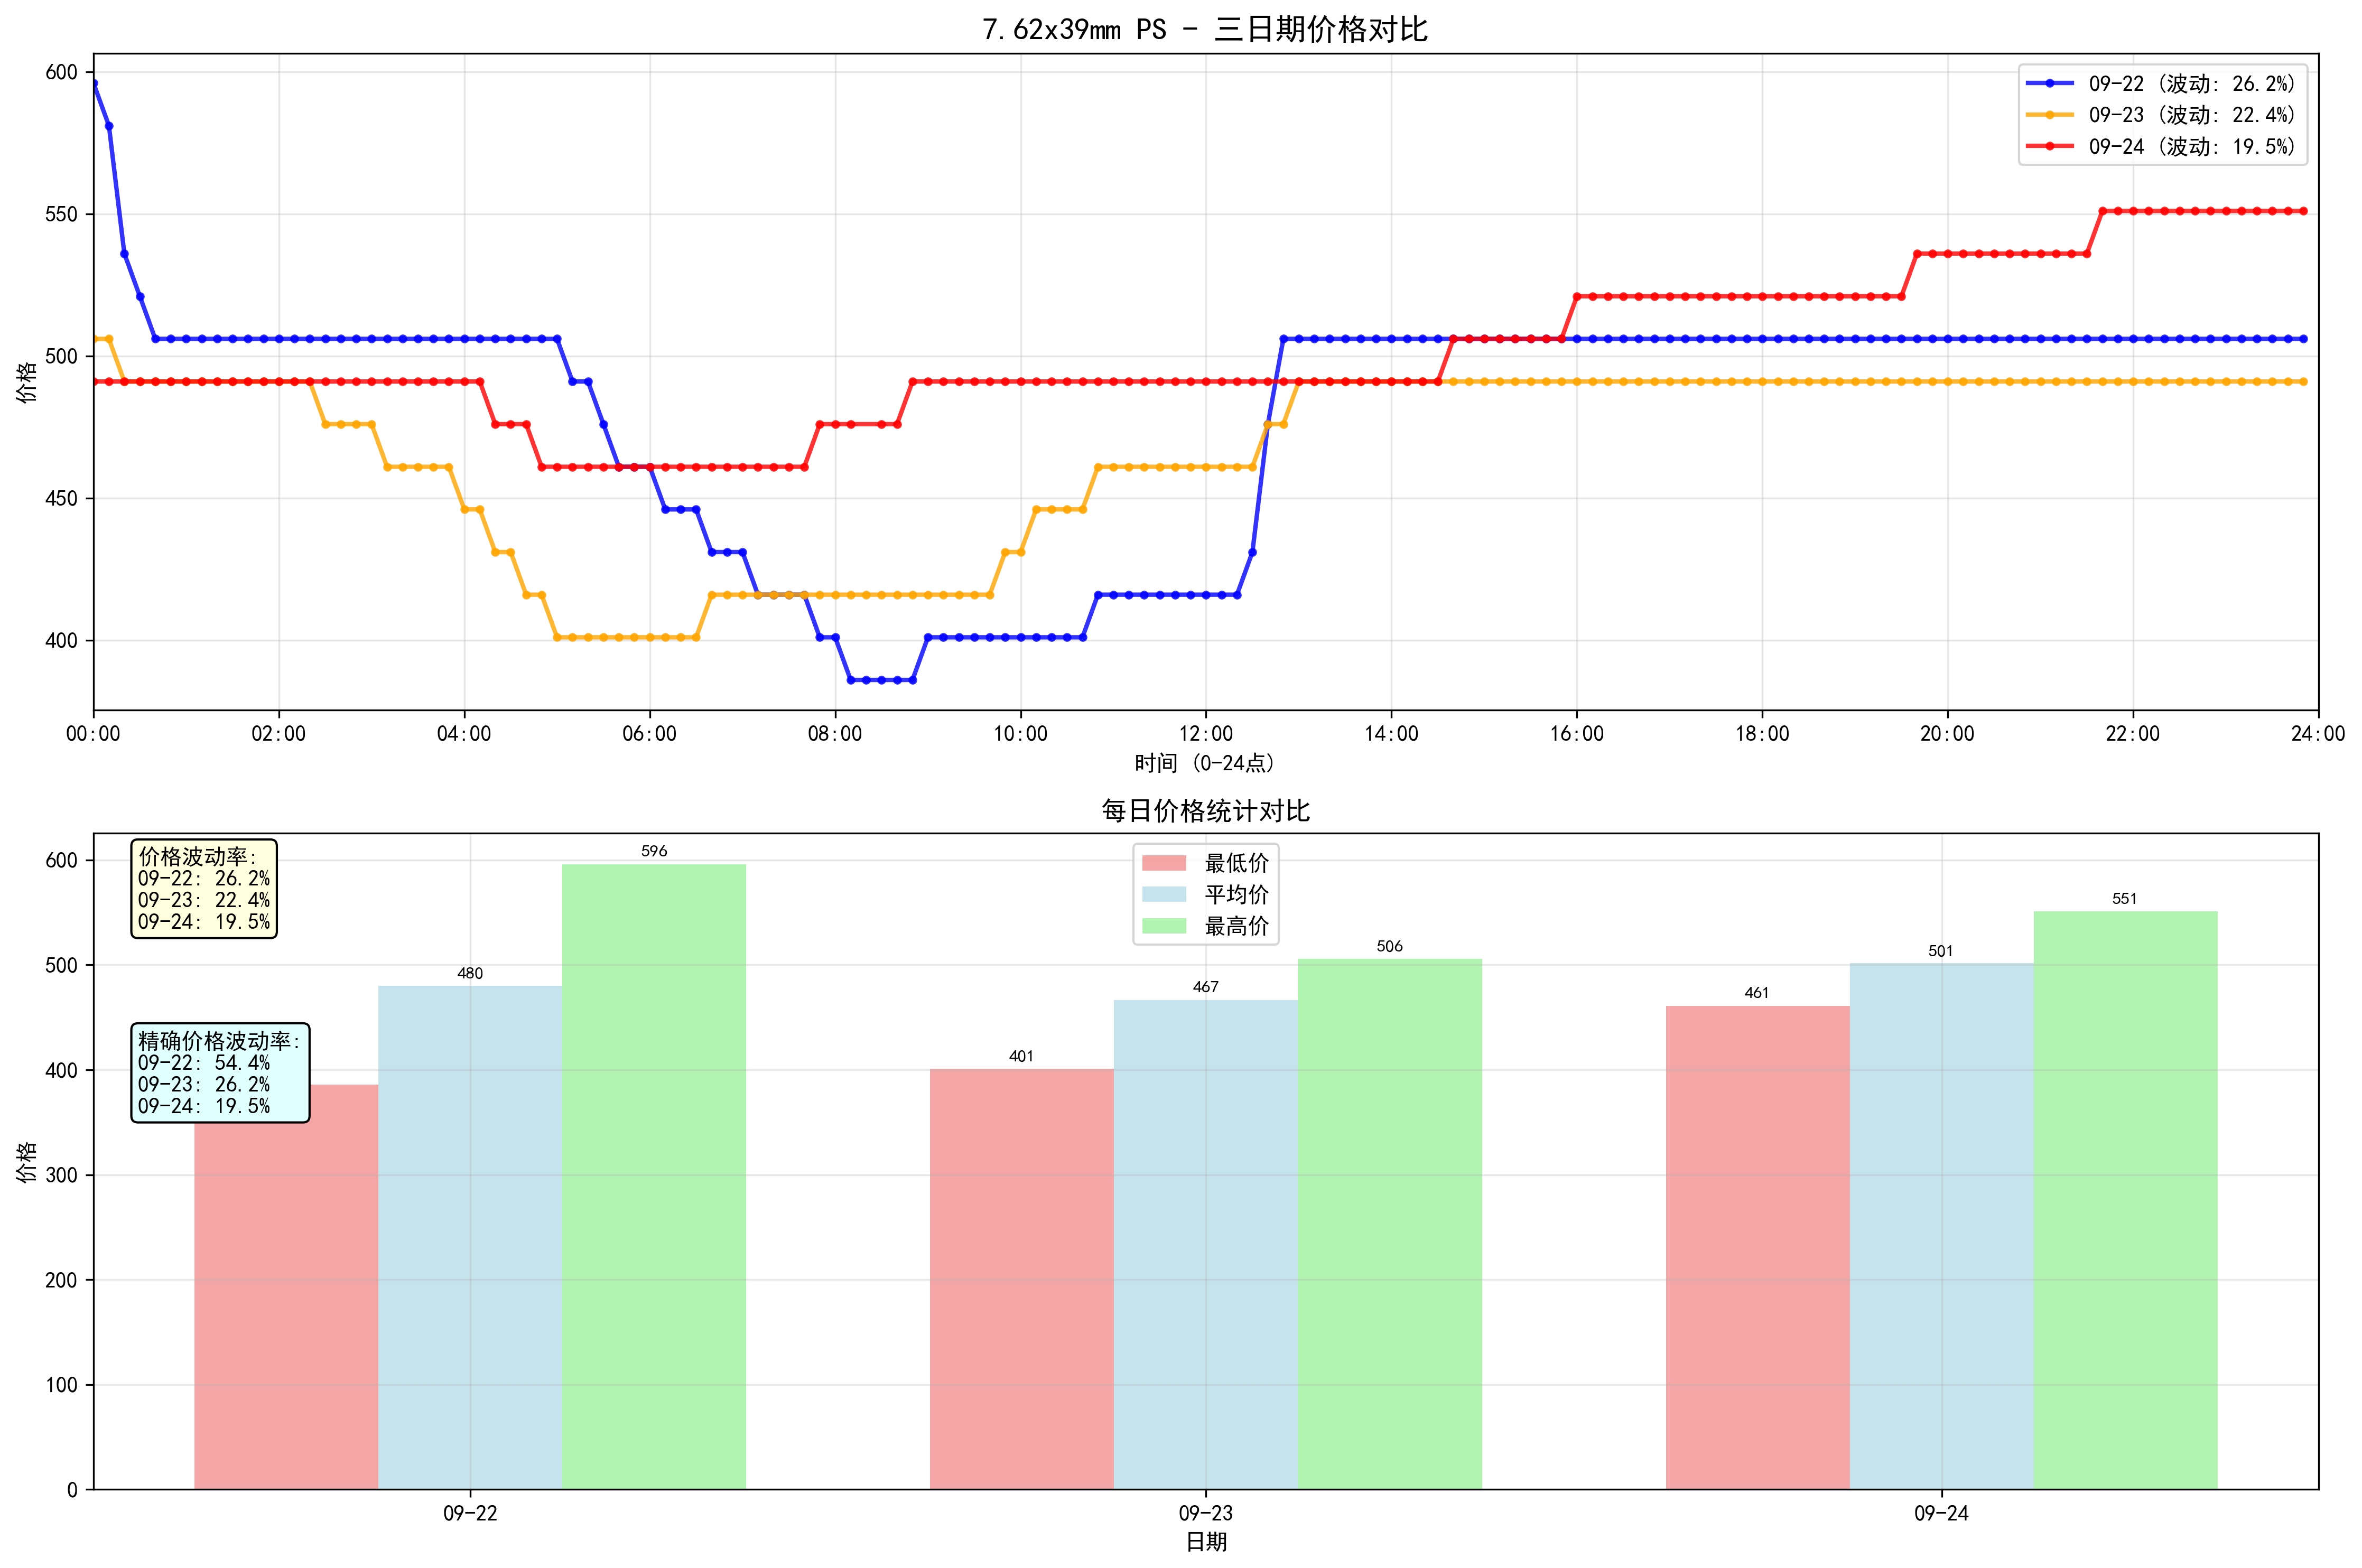 7.62x39mm PS - 三日期价格对比
600
550
500
450
400
价格
09-22 (波动: 26.2%)
09-23 (波动: 22.4%)
09-24 (波动: 19.5%)
00:00 02:00 04:00 06:00 08:00 10:00 12:00 14:00 16:00 18:00 20:00 22:00 24:00
时间 (0-24点)
每日价格统计对比
600
500
400
300
200
100
0
价格
价格波动率:
09-22: 26.2%
09-23: 22.4%
09-24: 19.5%
精确价格波动率:
09-22: 54.4%
09-23: 26.2%
09-24: 19.5%
最低价
平均价
最高价
480
596
401
467
506
461
501
551
09-22 09-23 09-24
日期